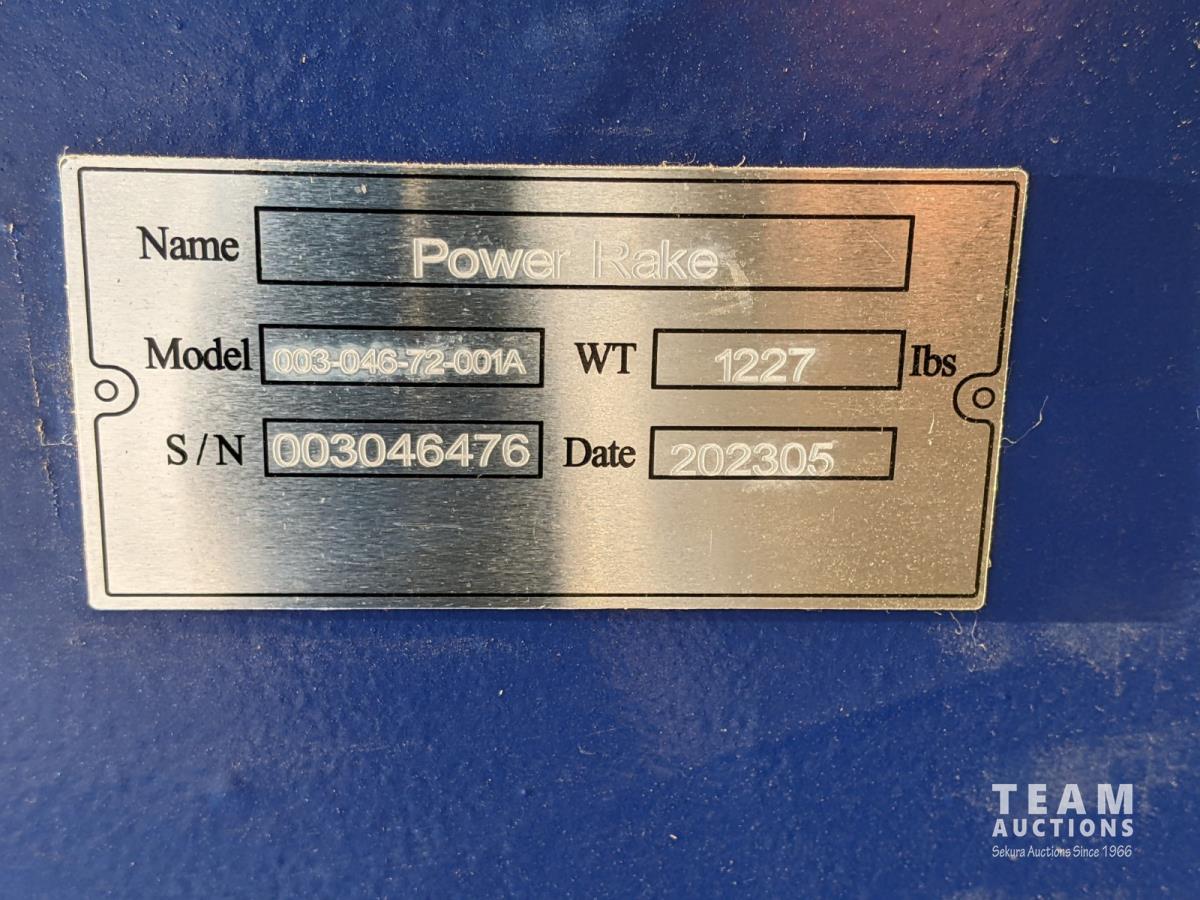 Name Power Rake
Model 003-046-72-001A WT 1227 Ibs
S/N 003046476 Date 202305
TEAM
AUCTIONS
Sekura Auctions Since 1966